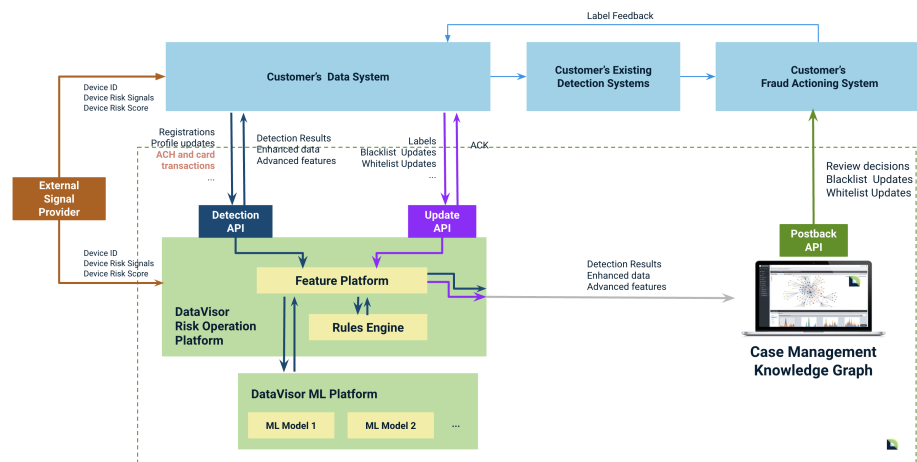 Label Feedback
Customer's Data System
Customer's Existing
Detection Systems
Customer's
Fraud Actioning System
Device ID
Device Risk Signals
Device Risk Score
Registrations
Profile updates
ACH and card
transactions
...
Detection Results
Enhanced data
Advanced features
Labels
Blacklist Updates
Whitelist Updates
...
ACK
Review decisions
Blacklist Updates
Whitelist Updates
External
Signal
Provider
Detection
API
Update
API
Postback
API
Device ID
Device Risk Signals
Device Risk Score
Feature Platform
Detection Results
Enhanced data
Advanced features
DataVisor
Risk Operation
Platform
Rules Engine
Case Management
Knowledge Graph
DataVisor ML Platform
ML Model 1
ML Model 2
...